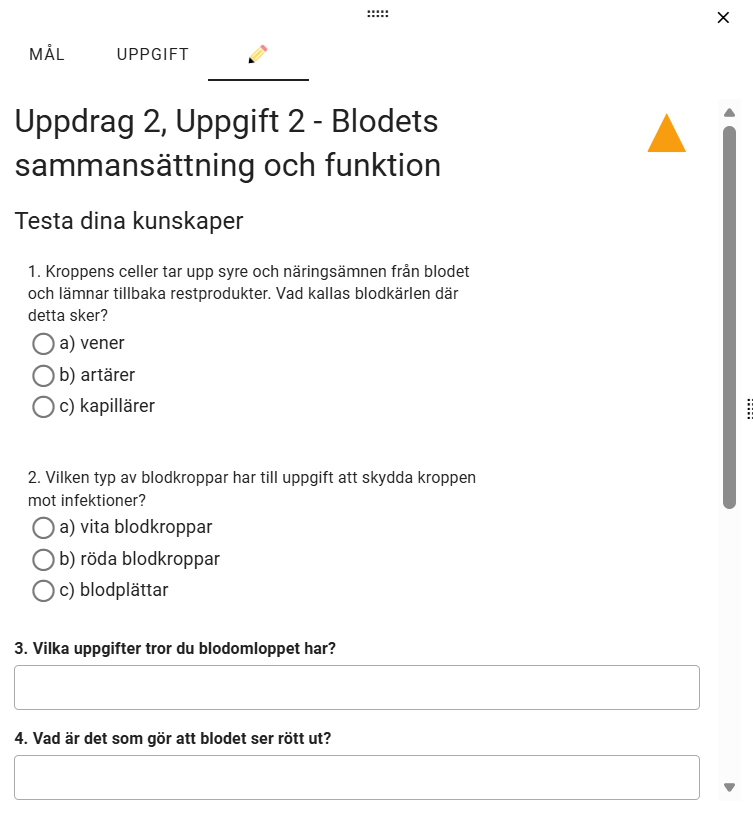 MÅL UPPGIFT
Uppdrag 2, Uppgift 2 - Blodets
sammansättning och funktion
Testa dina kunskaper
1. Kroppens celler tar upp syre och näringsämnen från blodet
och lämnar tillbaka restprodukter. Vad kallas blodkärlen där
detta sker?
a) vener
b) artärer
c) kapillärer
2. Vilken typ av blodkroppar har till uppgift att skydda kroppen
mot infektioner?
a) vita blodkroppar
b) röda blodkroppar
c) blodplättar
3. Vilka uppgifter tror du blodomloppet har?
4. Vad är det som gör att blodet ser rött ut?